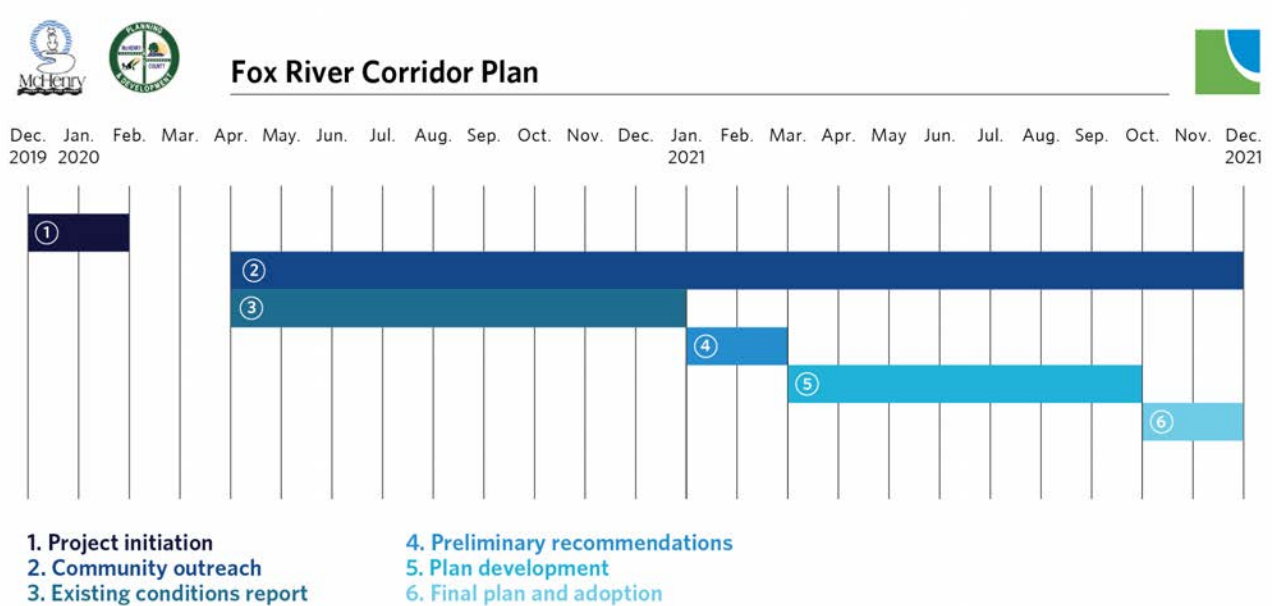 McHenry
PLANNING
McHENRY COUNTY
& DEVELOPMENT
Fox River Corridor Plan
Dec. Jan. Feb. Mar. Apr. May. Jun. Jul. Aug. Sep. Oct. Nov. Dec. Jan. Feb. Mar. Apr. May Jun. Jul. Aug. Sep. Oct. Nov. Dec.
2019 2020 2021 2021
1
2
3
4
5
6
1. Project initiation
2. Community outreach
3. Existing conditions report
4. Preliminary recommendations
5. Plan development
6. Final plan and adoption